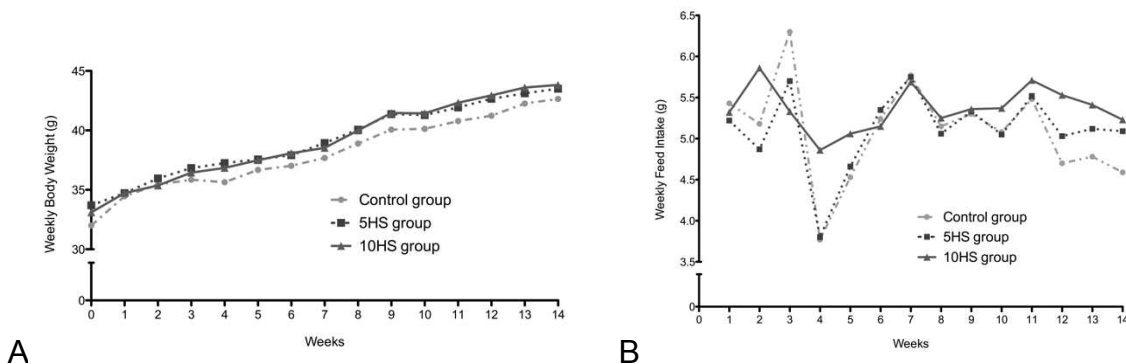 Weekly Body Weight (g)
45
40
35
30
0
0 1 2 3 4 5 6 7 8 9 10 11 12 13 14
Weeks
Control group
5HS group
10HS group
A
Weekly Feed Intake (g)
6.5
6.0
5.5
5.0
4.5
4.0
3.5
0
0 1 2 3 4 5 6 7 8 9 10 11 12 13 14
Weeks
Control group
5HS group
10HS group
B